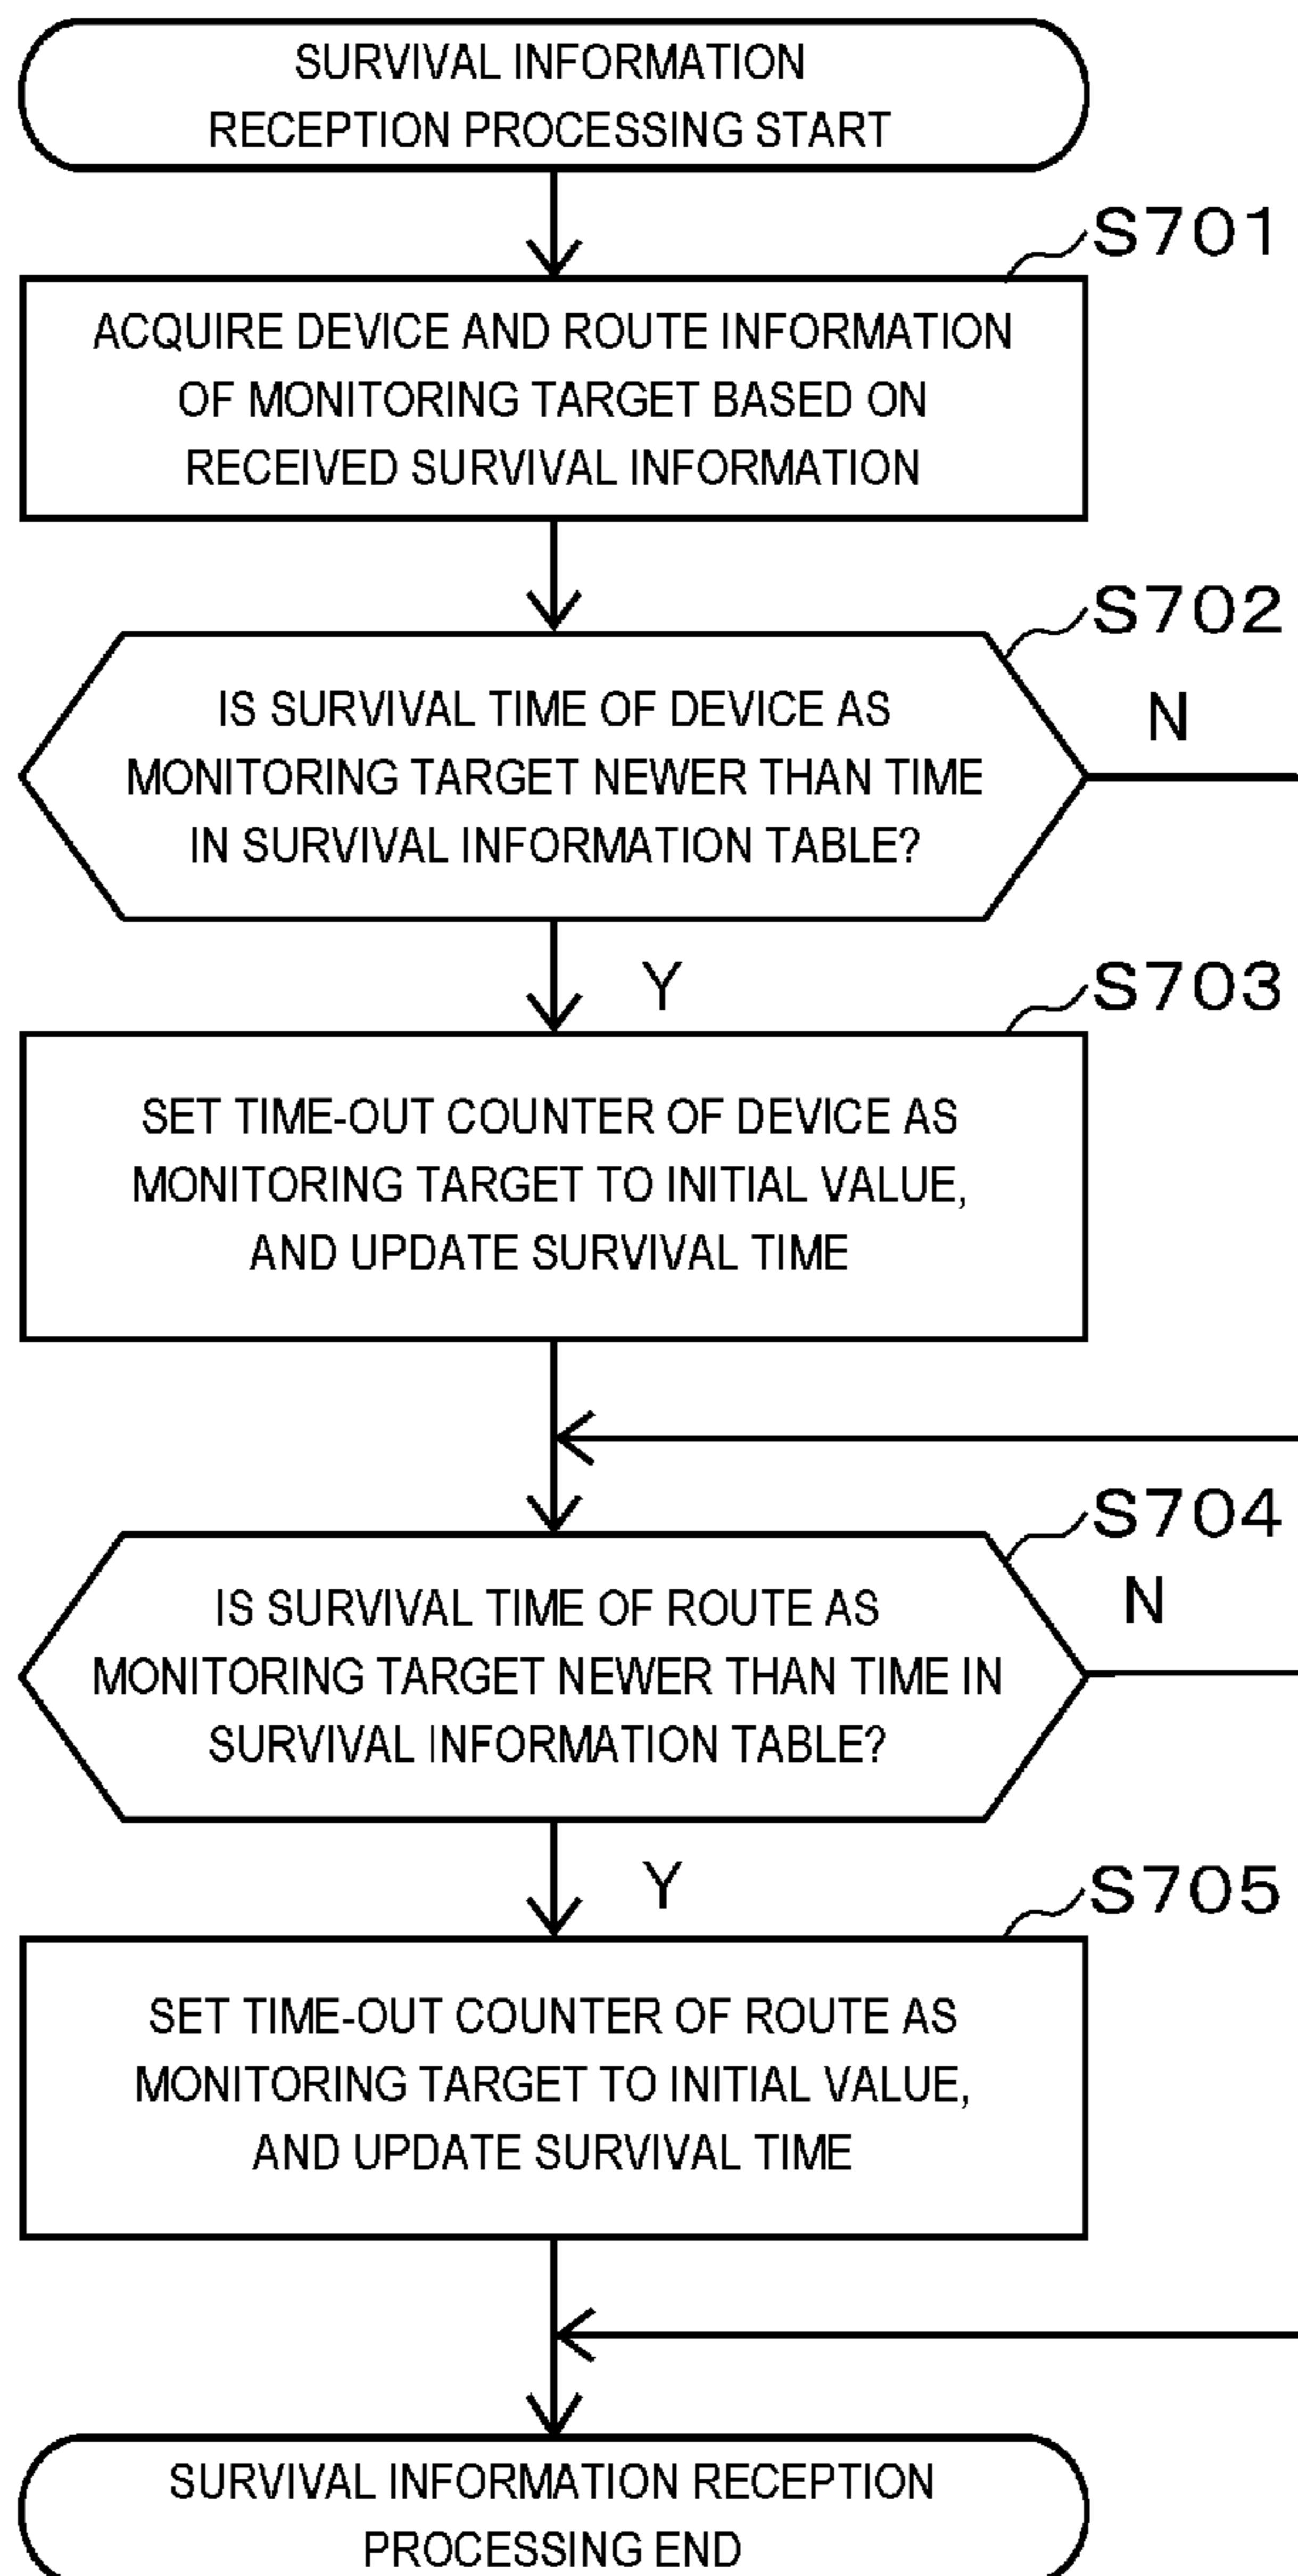 SURVIVAL INFORMATION
RECEPTION PROCESSING START
S701
ACQUIRE DEVICE AND ROUTE INFORMATION
OF MONITORING TARGET BASED ON
RECEIVED SURVIVAL INFORMATION
S702
IS SURVIVAL TIME OF DEVICE AS
MONITORING TARGET NEWER THAN TIME
IN SURVIVAL INFORMATION TABLE?
N
Y
S703
SET TIME-OUT COUNTER OF DEVICE AS
MONITORING TARGET TO INITIAL VALUE,
AND UPDATE SURVIVAL TIME
S704
IS SURVIVAL TIME OF ROUTE AS
MONITORING TARGET NEWER THAN TIME IN
SURVIVAL INFORMATION TABLE?
N
Y
S705
SET TIME-OUT COUNTER OF ROUTE AS
MONITORING TARGET TO INITIAL VALUE,
AND UPDATE SURVIVAL TIME
SURVIVAL INFORMATION RECEPTION
PROCESSING END